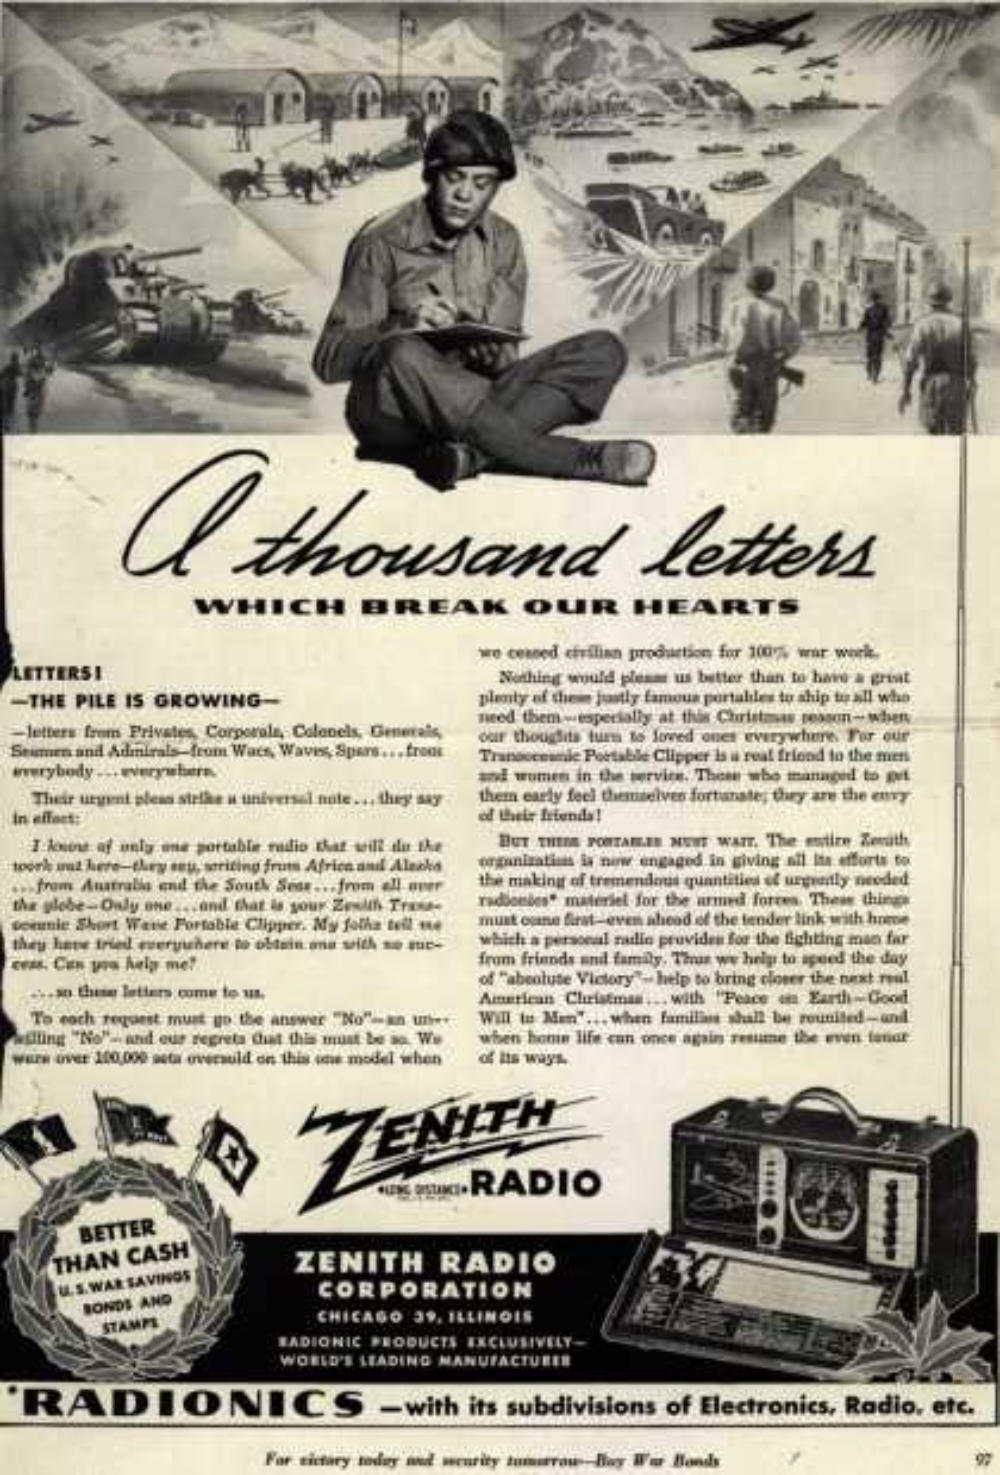 A thousand letters
WHICH BREAK OUR HEARTS
LETTERS!
—THE PILE IS GROWING—
—letters from Privates, Corporals, Colonels, Generals,
Seamen and Admirals—from Wacs, Waves, Spars...from
everybody...everywhere.
Their urgent pleas strike a universal note...they say
in effect:
I know of only one portable radio that will do the
work out here—they say, writing from Africa and Alaska
...from Australia and the South Seas...from all over
the globe—Only one...and that is your Zenith Trans-
oceanic Short Wave Portable Clipper. My folks tell me
they have tried everywhere to obtain one with no suc-
cess. Can you help me?
...so these letters come to us.
To each request must go the answer "No"—an un-
willing "No"—and our regrets that this must be so. We
were over 100,000 sets oversold on this one model when
we ceased civilian production for 100% war work.
Nothing would please us better than to have a great
plenty of these justly famous portables to ship to all who
need them—especially at this Christmas season—when
our thoughts turn to loved ones everywhere. For our
Transoceanic Portable Clipper is a real friend to the men
and women in the service. Those who managed to get
them early feel themselves fortunate; they are the envy
of their friends!
BUT THESE PORTABLES MUST WAIT. The entire Zenith
organization is now engaged in giving all its efforts to
the making of tremendous quantities of urgently needed
radionics* materiel for the armed forces. These things
must come first—even ahead of the tender link with home
which a personal radio provides for the fighting man far
from friends and family. Thus we help to speed the day
of "absolute Victory"—help to bring closer the next real
American Christmas...with "Peace on Earth—Good
Will to Men"...when families shall be reunited—and
when home life can once again resume the even tenor
of its ways.
ZENITH
•LONG DISTANCE• RADIO
BETTER
THAN CASH
U. S. WAR SAVINGS
BONDS AND
STAMPS
ZENITH RADIO
CORPORATION
CHICAGO 39, ILLINOIS
RADIONIC PRODUCTS EXCLUSIVELY—
WORLD'S LEADING MANUFACTURER
*RADIONICS —with its subdivisions of Electronics, Radio, etc.
For victory today and security tomorrow—Buy War Bonds
97